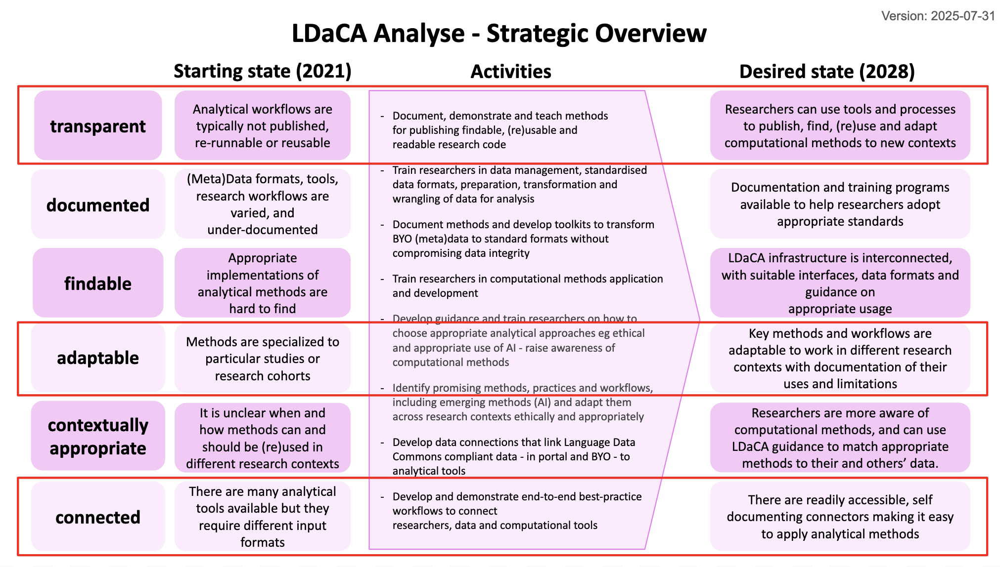 Version: 2025-07-31
LDaCA Analyse - Strategic Overview
Starting state (2021)
Activities
Desired state (2028)
transparent
Analytical workflows are
typically not published,
re-runnable or reusable
documented
(Meta)Data formats, tools,
research workflows are
varied, and
under-documented
findable
Appropriate
implementations of
analytical methods are
hard to find
adaptable
Methods are specialized to
particular studies or
research cohorts
contextually
appropriate
It is unclear when and
how methods can and
should be (re)used in
different research contexts
connected
There are many analytical
tools available but they
require different input
formats
- Document, demonstrate and teach methods
for publishing findable, (re)usable and
readable research code
- Train researchers in data management, standardised
data formats, preparation, transformation and
wrangling of data for analysis
- Document methods and develop toolkits to transform
BYO (meta)data to standard formats without
compromising data integrity
- Train researchers in computational methods application
and development
- Develop guidance and train researchers on how to
choose appropriate analytical approaches eg ethical
and appropriate use of AI - raise awareness of
computational methods
- Identify promising methods, practices and workflows,
including emerging methods (AI) and adapt them
across research contexts ethically and appropriately
- Develop data connections that link Language Data
Commons compliant data - in portal and BYO - to
analytical tools
- Develop and demonstrate end-to-end best-practice
workflows to connect
researchers, data and computational tools
Researchers can use tools and processes
to publish, find, (re)use and adapt
computational methods to new contexts
Documentation and training programs
available to help researchers adopt
appropriate standards
LDaCA infrastructure is interconnected,
with suitable interfaces, data formats and
guidance on
appropriate usage
Key methods and workflows are
adaptable to work in different research
contexts with documentation of their
uses and limitations
Researchers are more aware of
computational methods, and can use
LDaCA guidance to match appropriate
methods to their and others’ data.
There are readily accessible, self
documenting connectors making it easy
to apply analytical methods